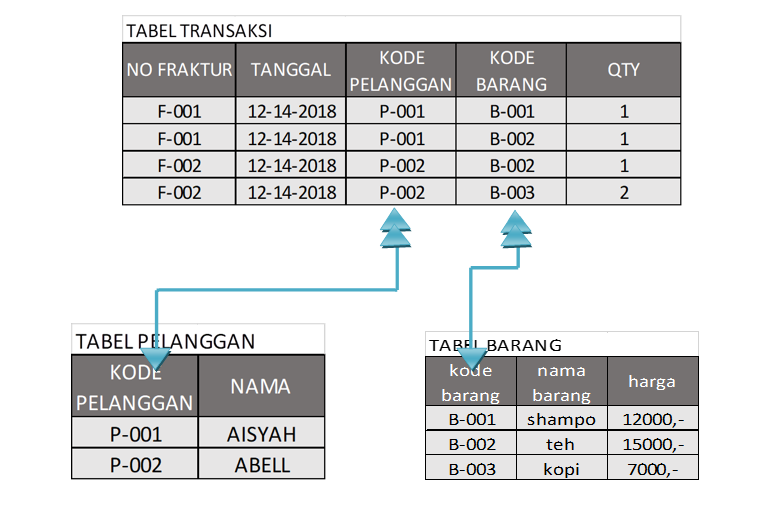 TABEL TRANSAKSI
NO FRAKTUR TANGGAL KODE PELANGGAN KODE BARANG QTY
F-001 12-14-2018 P-001 B-001 1
F-001 12-14-2018 P-001 B-002 1
F-002 12-14-2018 P-002 B-002 1
F-002 12-14-2018 P-002 B-003 2
TABEL PELANGGAN
KODE PELANGGAN NAMA
P-001 AISYAH
P-002 ABELL
TABEL BARANG
kode barang nama barang harga
B-001 shampo 12000,-
B-002 teh 15000,-
B-003 kopi 7000,-